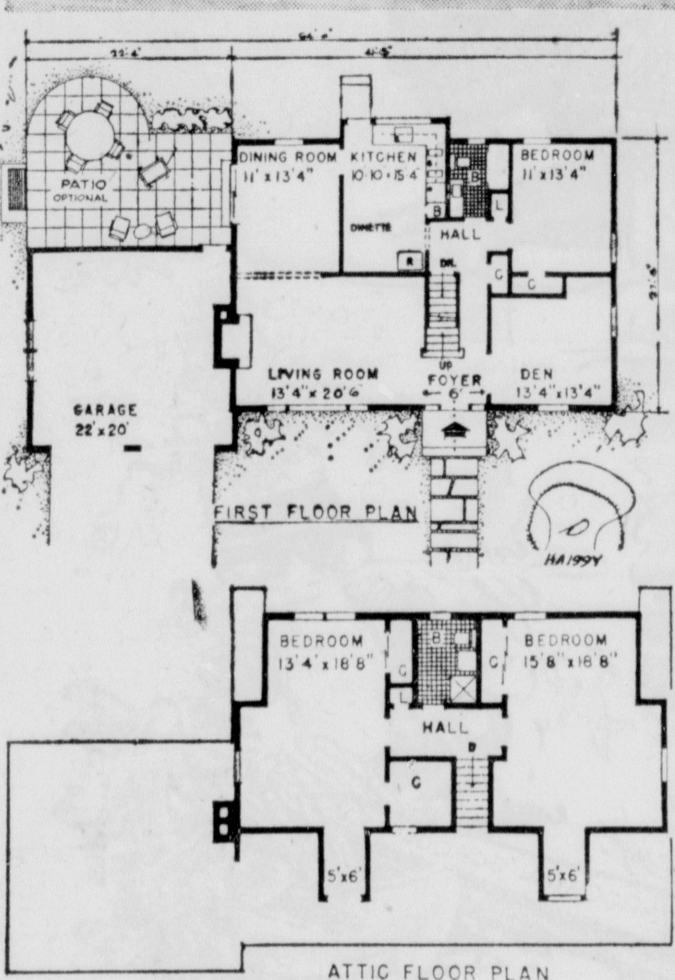 22'-4"
PATIO
OPTIONAL
DINING ROOM
11' x 13'4"
KITCHEN
10-10 x 15'4
DINETTE
R
B
B
L
BEDROOM
11' x 13'4"
HALL
DN.
C
C
UP
LIVING ROOM
13'4" x 20'6"
FOYER
6'
DEN
13'4" x 13'4"
GARAGE
22' x 20'
FIRST FLOOR PLAN
HA199Y
BEDROOM
13'4" x 18'8"
C
L
B
C
BEDROOM
15'8" x 18'8"
HALL
D
C
5'x6'
5'x6'
ATTIC FLOOR PLAN